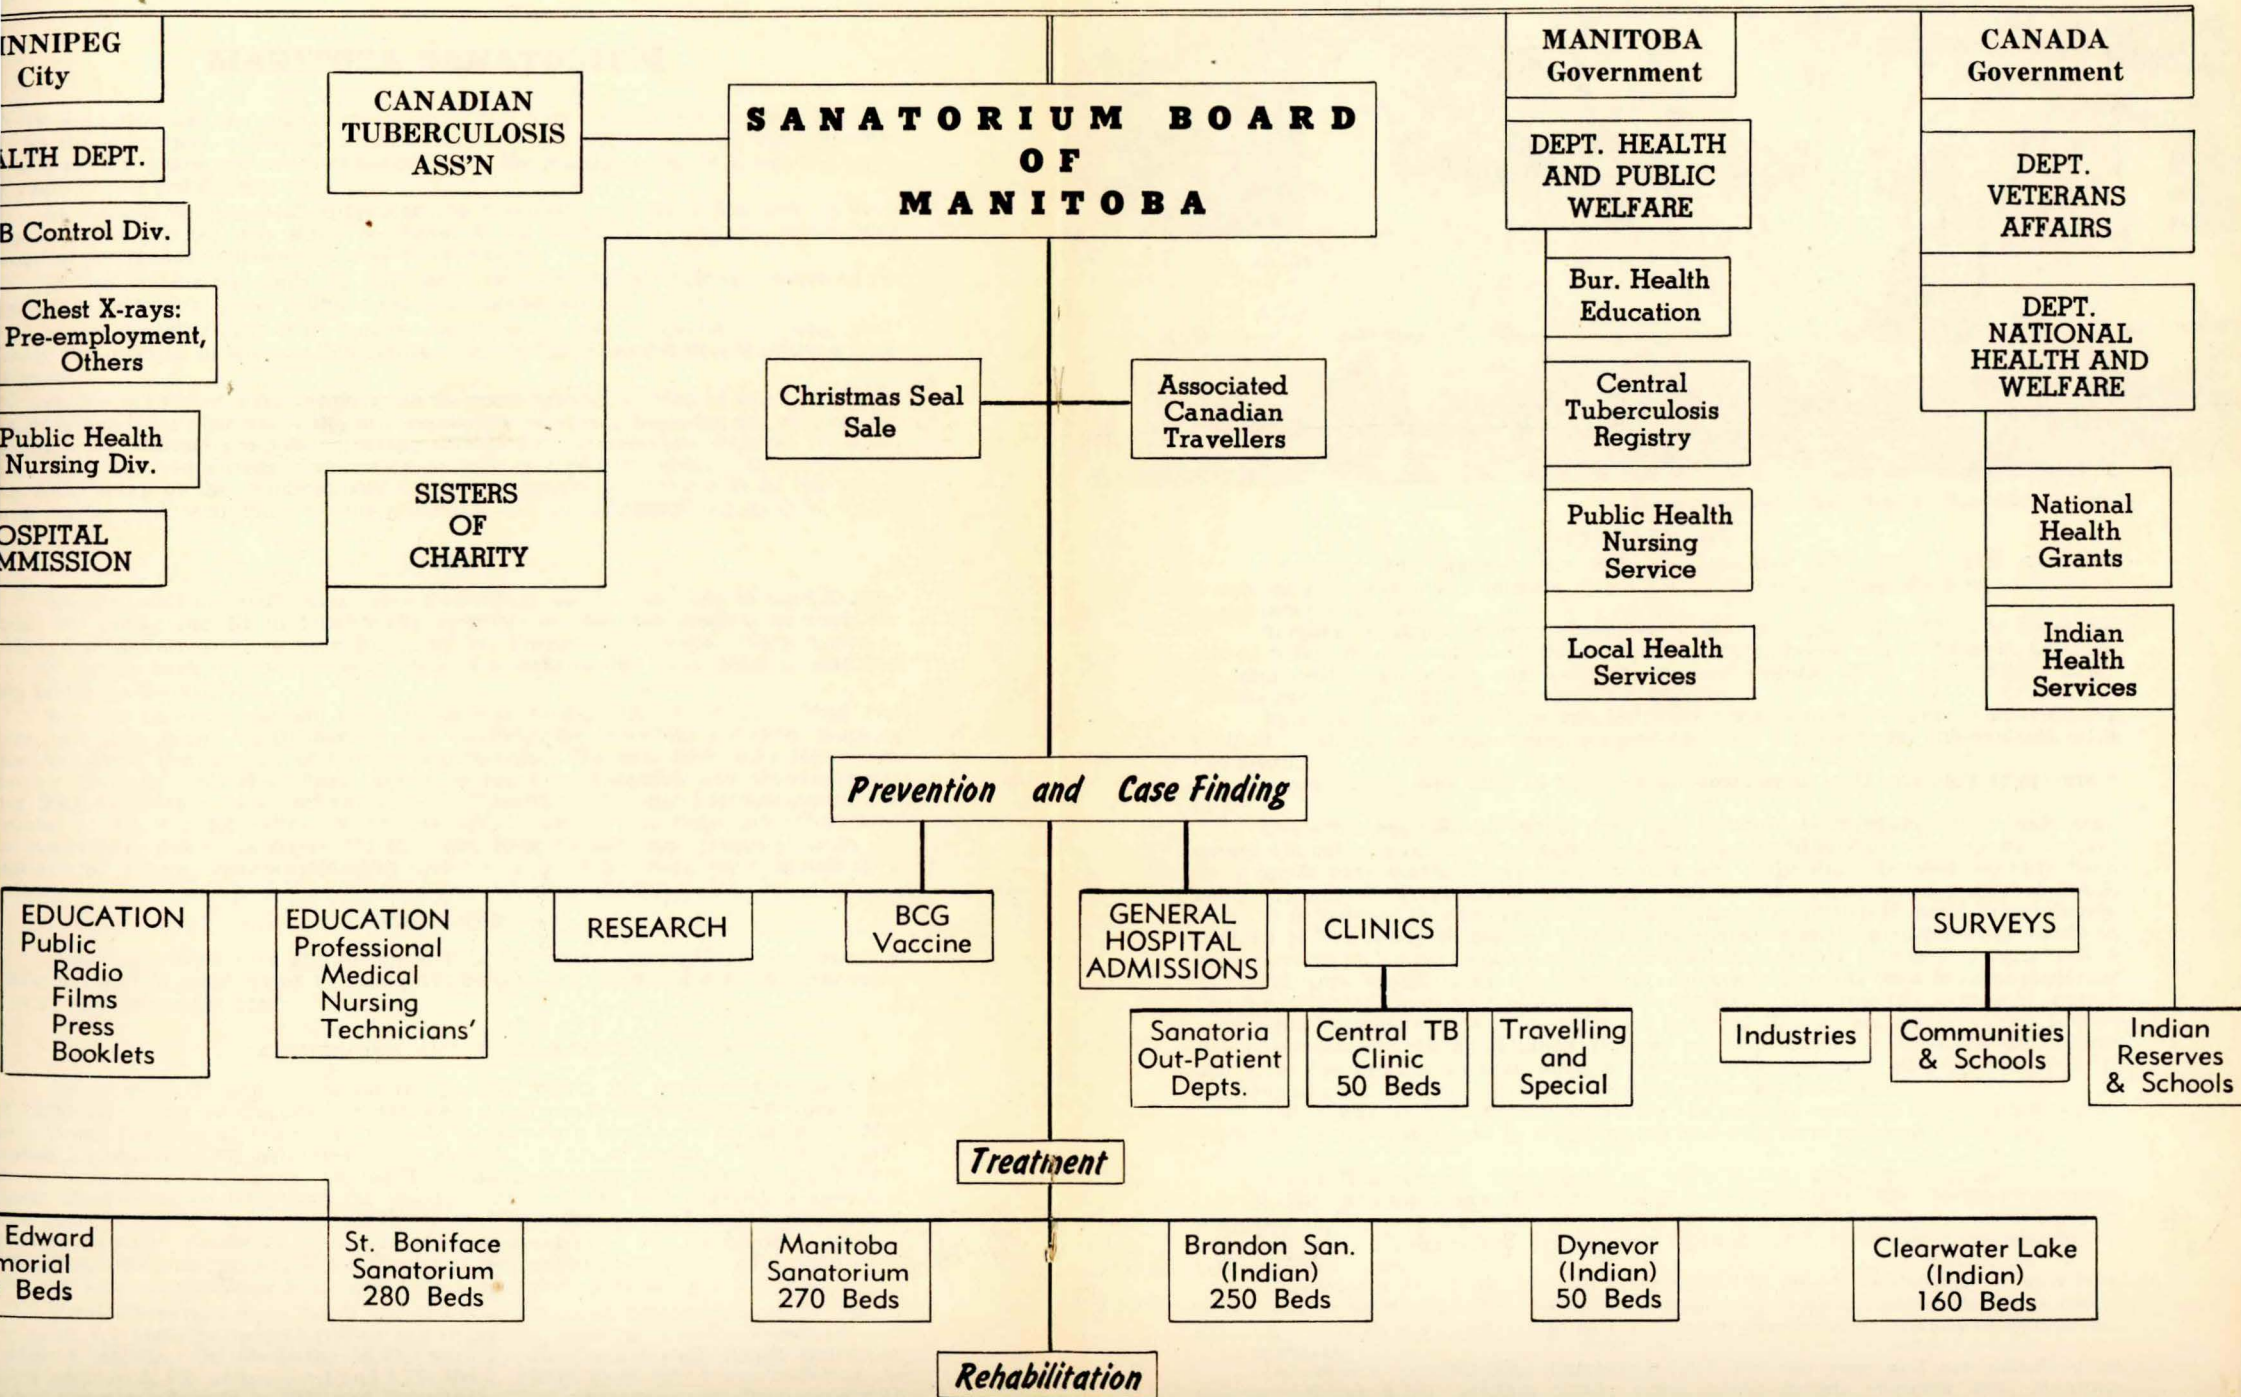 INNIPEG
City
LTH DEPT.
B Control Div.
Chest X-rays:
Pre-employment,
Others
Public Health
Nursing Div.
OSPITAL
MMISSION
CANADIAN
TUBERCULOSIS
ASS'N
SANATORIUM BOARD
OF
MANITOBA
MANITOBA
Government
DEPT. HEALTH
AND PUBLIC
WELFARE
Bur. Health
Education
Central
Tuberculosis
Registry
Public Health
Nursing
Service
Local Health
Services
CANADA
Government
DEPT.
VETERANS
AFFAIRS
DEPT.
NATIONAL
HEALTH AND
WELFARE
National
Health
Grants
Indian
Health
Services
SISTERS
OF
CHARITY
Christmas Seal
Sale
Associated
Canadian
Travellers
Prevention and Case Finding
EDUCATION
Public
Radio
Films
Press
Booklets
EDUCATION
Professional
Medical
Nursing
Technicians'
RESEARCH
BCG
Vaccine
GENERAL
HOSPITAL
ADMISSIONS
CLINICS
SURVEYS
Sanatoria
Out-Patient
Depts.
Central TB
Clinic
50 Beds
Travelling
and
Special
Industries
Communities
& Schools
Indian
Reserves
& Schools
Treatment
Edward
morial
Beds
St. Boniface
Sanatorium
280 Beds
Manitoba
Sanatorium
270 Beds
Brandon San.
(Indian)
250 Beds
Dynevor
(Indian)
50 Beds
Clearwater Lake
(Indian)
160 Beds
Rehabilitation